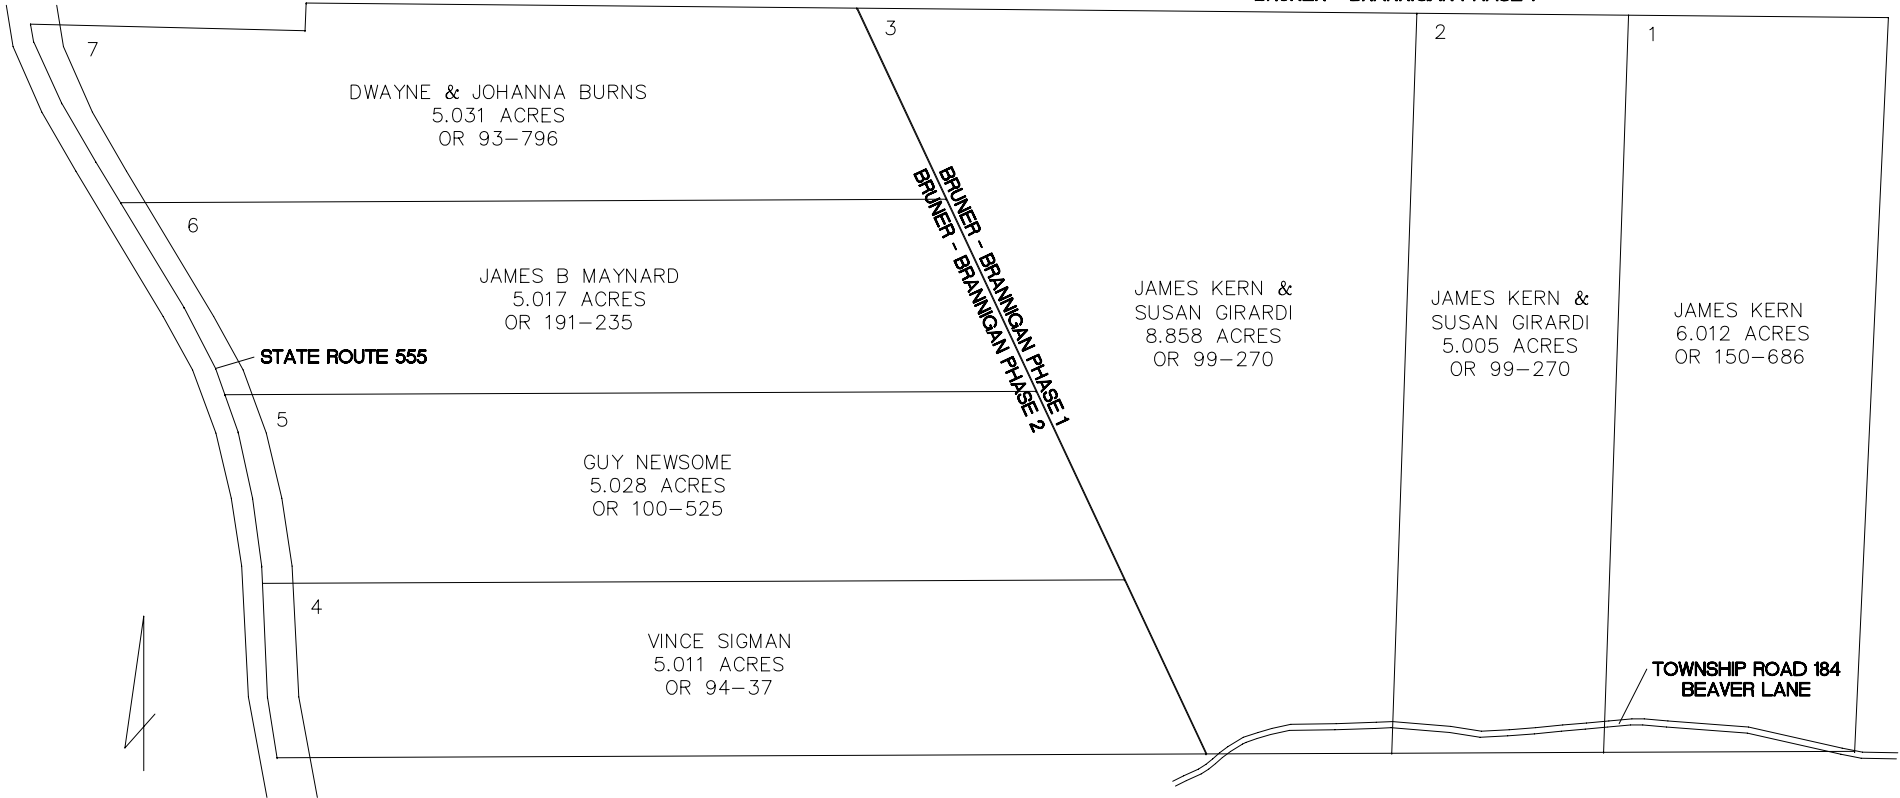 7
DWAYNE & JOHANNA BURNS
5.031 ACRES
OR 93-796
6
JAMES B MAYNARD
5.017 ACRES
OR 191-235
STATE ROUTE 555
5
GUY NEWSOME
5.028 ACRES
OR 100-525
4
VINCE SIGMAN
5.011 ACRES
OR 94-37
BRUNER - BRANNIGAN PHASE 1
BRUNER - BRANNIGAN PHASE 2
3
JAMES KERN &
SUSAN GIRARDI
8.858 ACRES
OR 99-270
2
JAMES KERN &
SUSAN GIRARDI
5.005 ACRES
OR 99-270
1
JAMES KERN
6.012 ACRES
OR 150-686
TOWNSHIP ROAD 184
BEAVER LANE